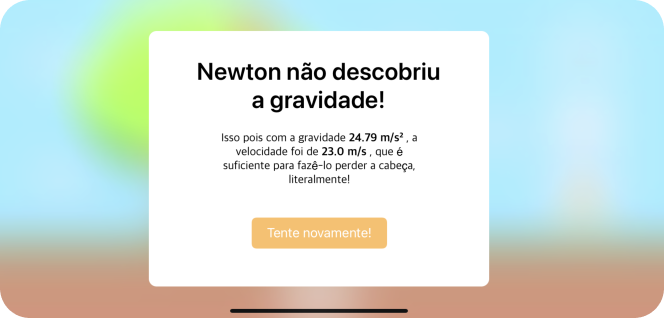 Newton não descobriu
a gravidade!
Isso pois com a gravidade 24.79 m/s² , a
velocidade foi de 23.0 m/s , que é
suficiente para fazê-lo perder a cabeça,
literalmente!
Tente novamente!